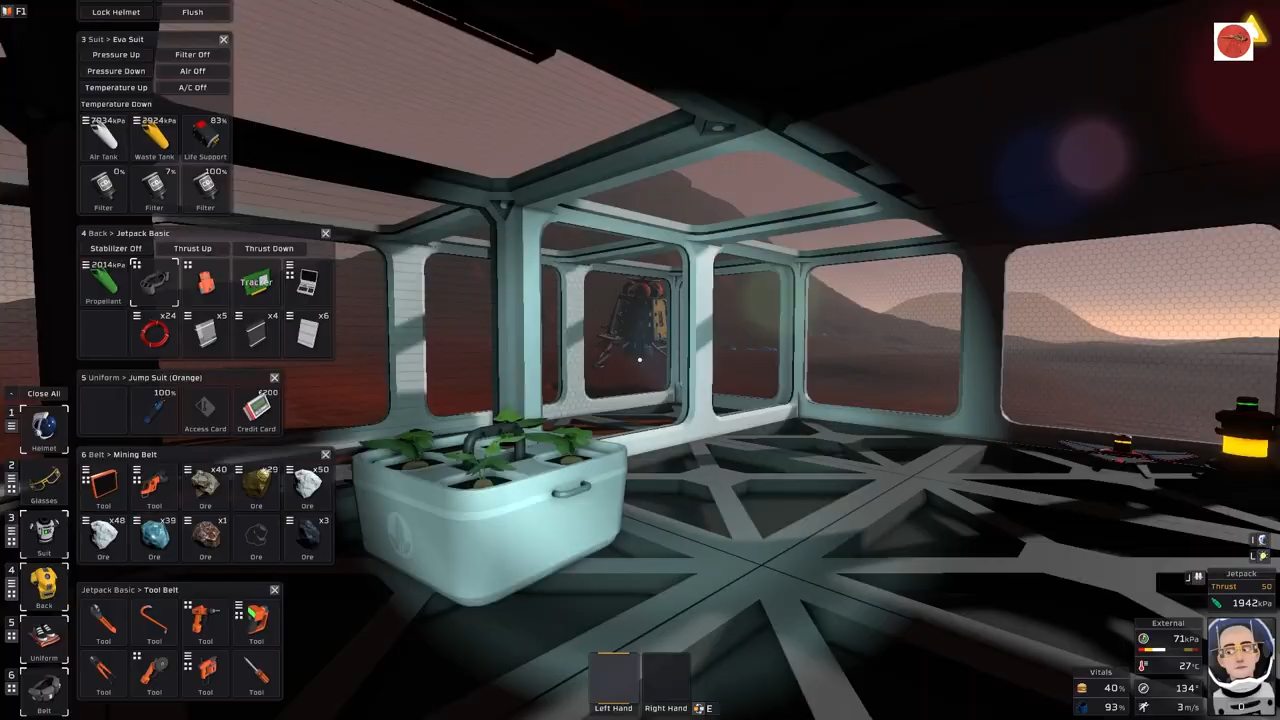 F1
Lock Helmet Flush
3 Suit > Eva Suit
Pressure Up Filter Off
Pressure Down Air Off
Temperature Up A/C Off
Temperature Down
7934kPa 2924kPa 83%
Air Tank Waste Tank Life Support
0% 7% 100%
Filter Filter Filter
4 Back > Jetpack Basic
Stabilizer Off Thrust Up Thrust Down
2014kPa
Tracker
Propellant
x24 x5 x4 x6
5 Uniform > Jump Suit (Orange)
100% €200
Access Card Credit Card
- Close All
1
Helmet
2
Glasses
3
Suit
4
Back
5
Uniform
6
Belt
6 Belt > Mining Belt
x40 x29 x50
Tool Tool Ore Ore Ore
x48 x39 x1 x3
Ore Ore Ore Ore Ore
Jetpack Basic > Tool Belt
Tool Tool Tool Tool
Tool Tool Tool Tool
Left Hand Right Hand E
I
L
J
Jetpack
Thrust 50
1942kPa
External
71kPa
27°C
134°
3m/s
Vitals
40%
93%
0